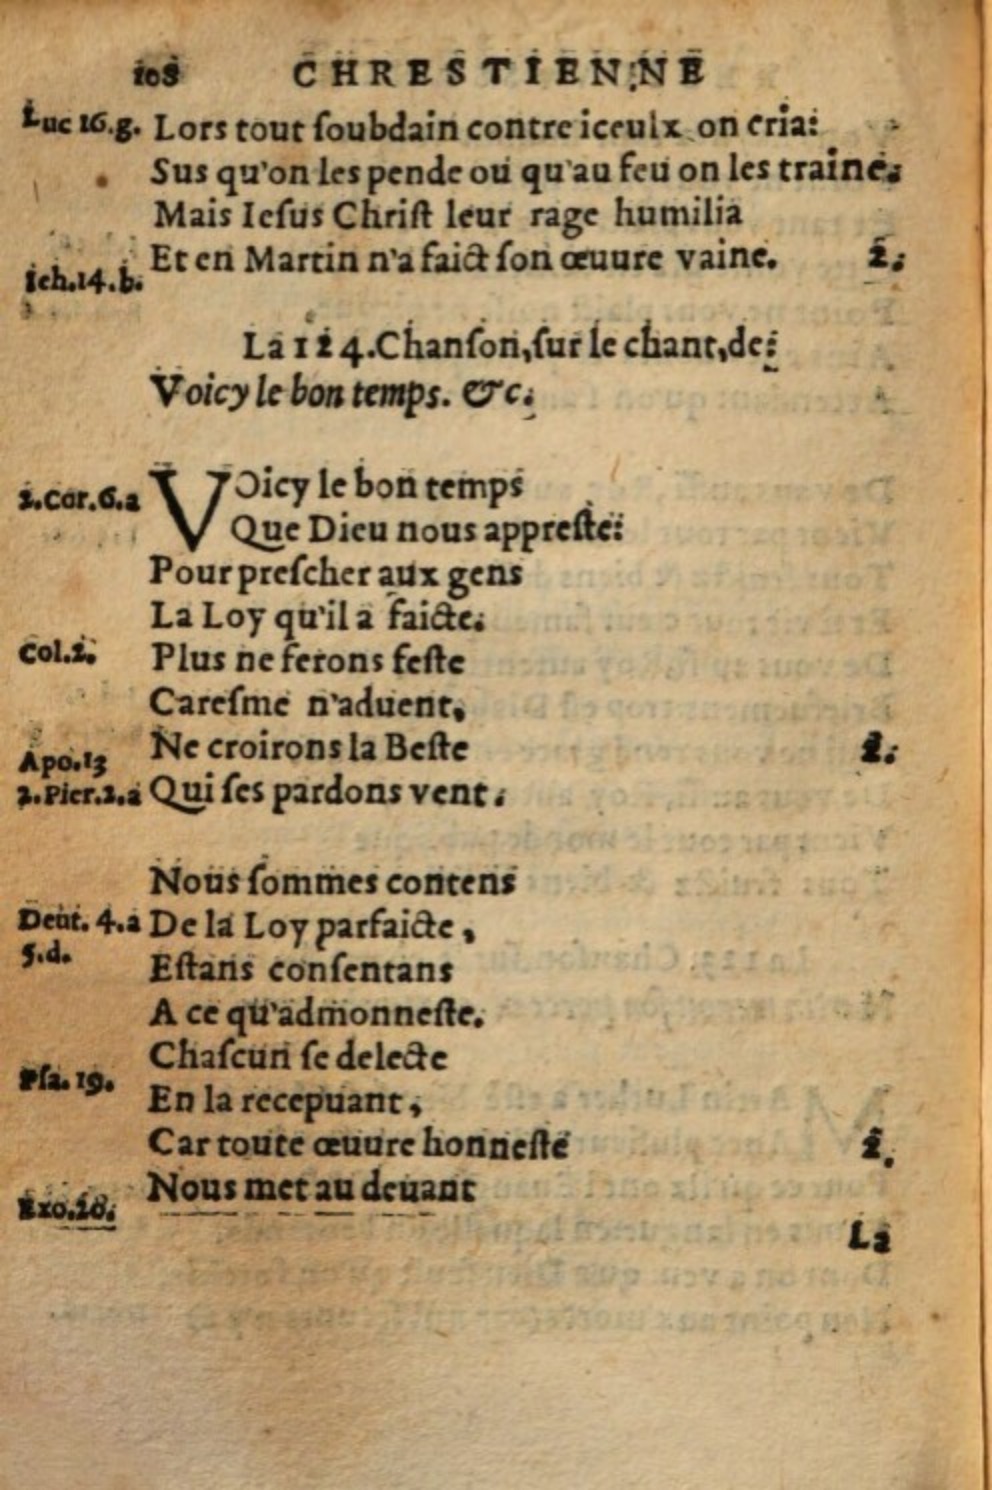 108 CHRESTIENNE
Luc 16.g. Lors tout ſoubdain contre iceulx on cria:
Sus qu'on les pende ou qu'au feu on les traine.
Mais Ieſus Chriſt leur rage humilia
Et en Martin n'a faict ſon œuure vaine. 2.
Ieh.14.b.
La 124. Chanſon, ſur le chant, de:
Voicy le bon temps. &c.
2.Cor.6.a VOicy le bon temps
Que Dieu nous appreſte:
Pour preſcher aux gens
La Loy qu'il a faicte.
Col.2. Plus ne ferons feſte
Careſme n'aduent,
Apo.13 Ne croirons la Beſte 2.
2.Pier.2.a Qui ſes pardons vent.
Nous ſommes contens
Deut. 4.a De la Loy parfaicte,
5.d. Eſtans conſentans
A ce qu'admonneſte.
Chaſcun ſe delecte
Pſa. 19. En la recepuant,
Car toute œuure honneſte 2.
Nous met au deuant
Exo.20.
La